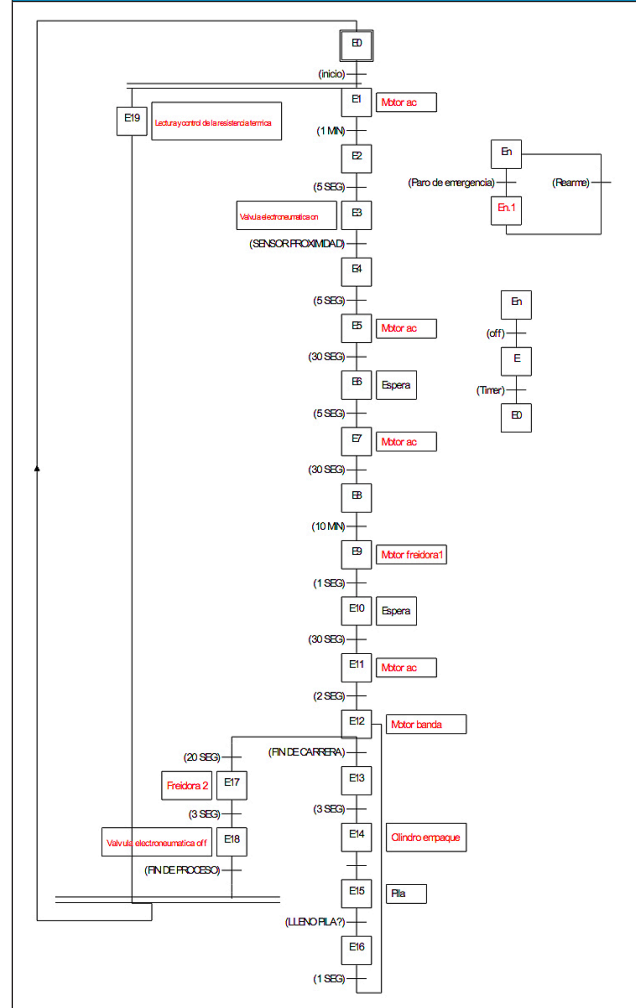 E0
(inicio)
E1
Motor ac
E19
Lectura y control de la resistencia termica
(1 MIN)
E2
(5 SEG)
E3
Valvula electroneumatica on
(SENSOR PROXIMIDAD)
E4
(5 SEG)
E5
Motor ac
(30 SEG)
E6
Espera
(5 SEG)
E7
Motor ac
(30 SEG)
E8
(10 MIN)
E9
Motor freidora1
(1 SEG)
E10
Espera
(30 SEG)
E11
Motor ac
(2 SEG)
E12
Motor banda
(20 SEG)
(FIN DE CARRERA)
Freidora 2
E17
E13
(3 SEG)
(3 SEG)
Valvula electroneumatica off
E18
E14
Cilindro empaque
(FIN DE PROCESO)
E15
Pila
(LLENO PILA?)
E16
(1 SEG)
En
(Paro de emergencia)
(Rearme)
En.1
En
(off)
E
(Timer)
E0